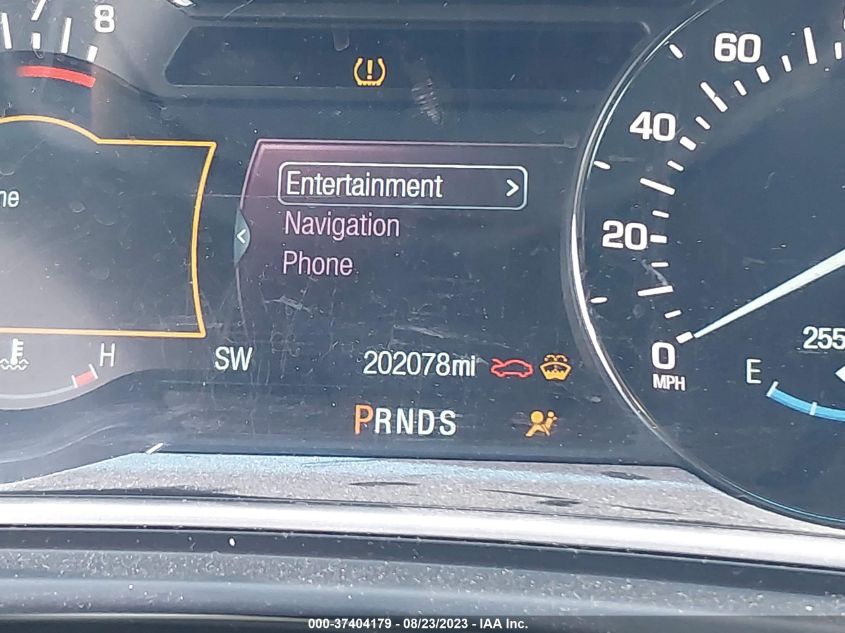 8
60
40
20
0
MPH
Entertainment >
Navigation
Phone
ne
H
SW
202078mi
255
E
PRNDS
000-37404179 - 08/23/2023 - IAA Inc.